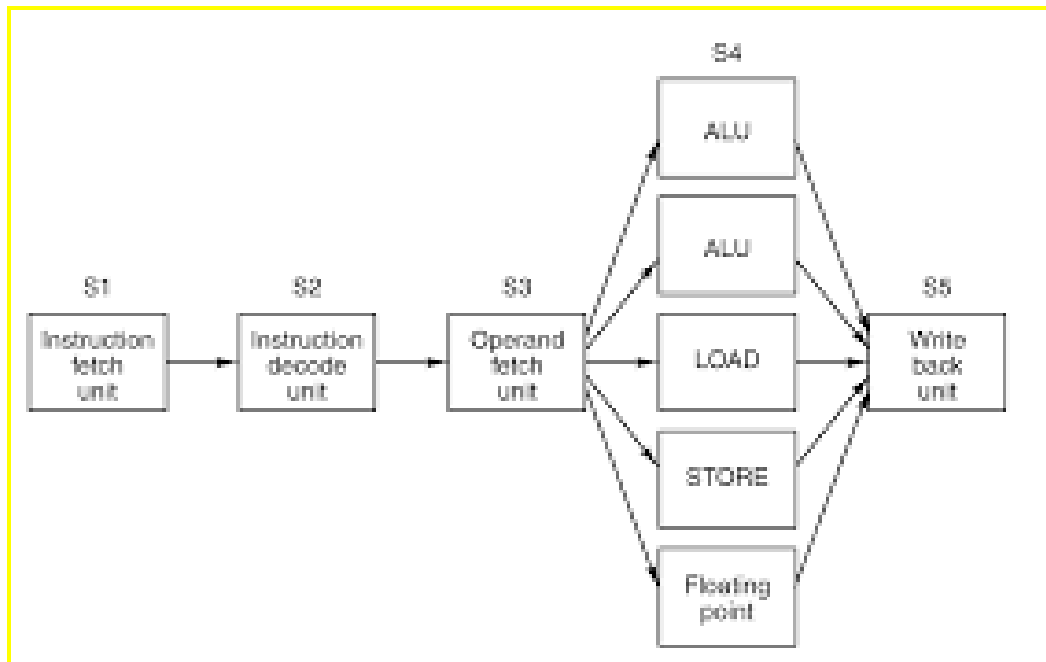 S4
ALU
ALU
S1
S2
S3
S5
Instruction
fetch
unit
Instruction
decode
unit
Operand
fetch
unit
LOAD
Write
back
unit
STORE
Floating
point